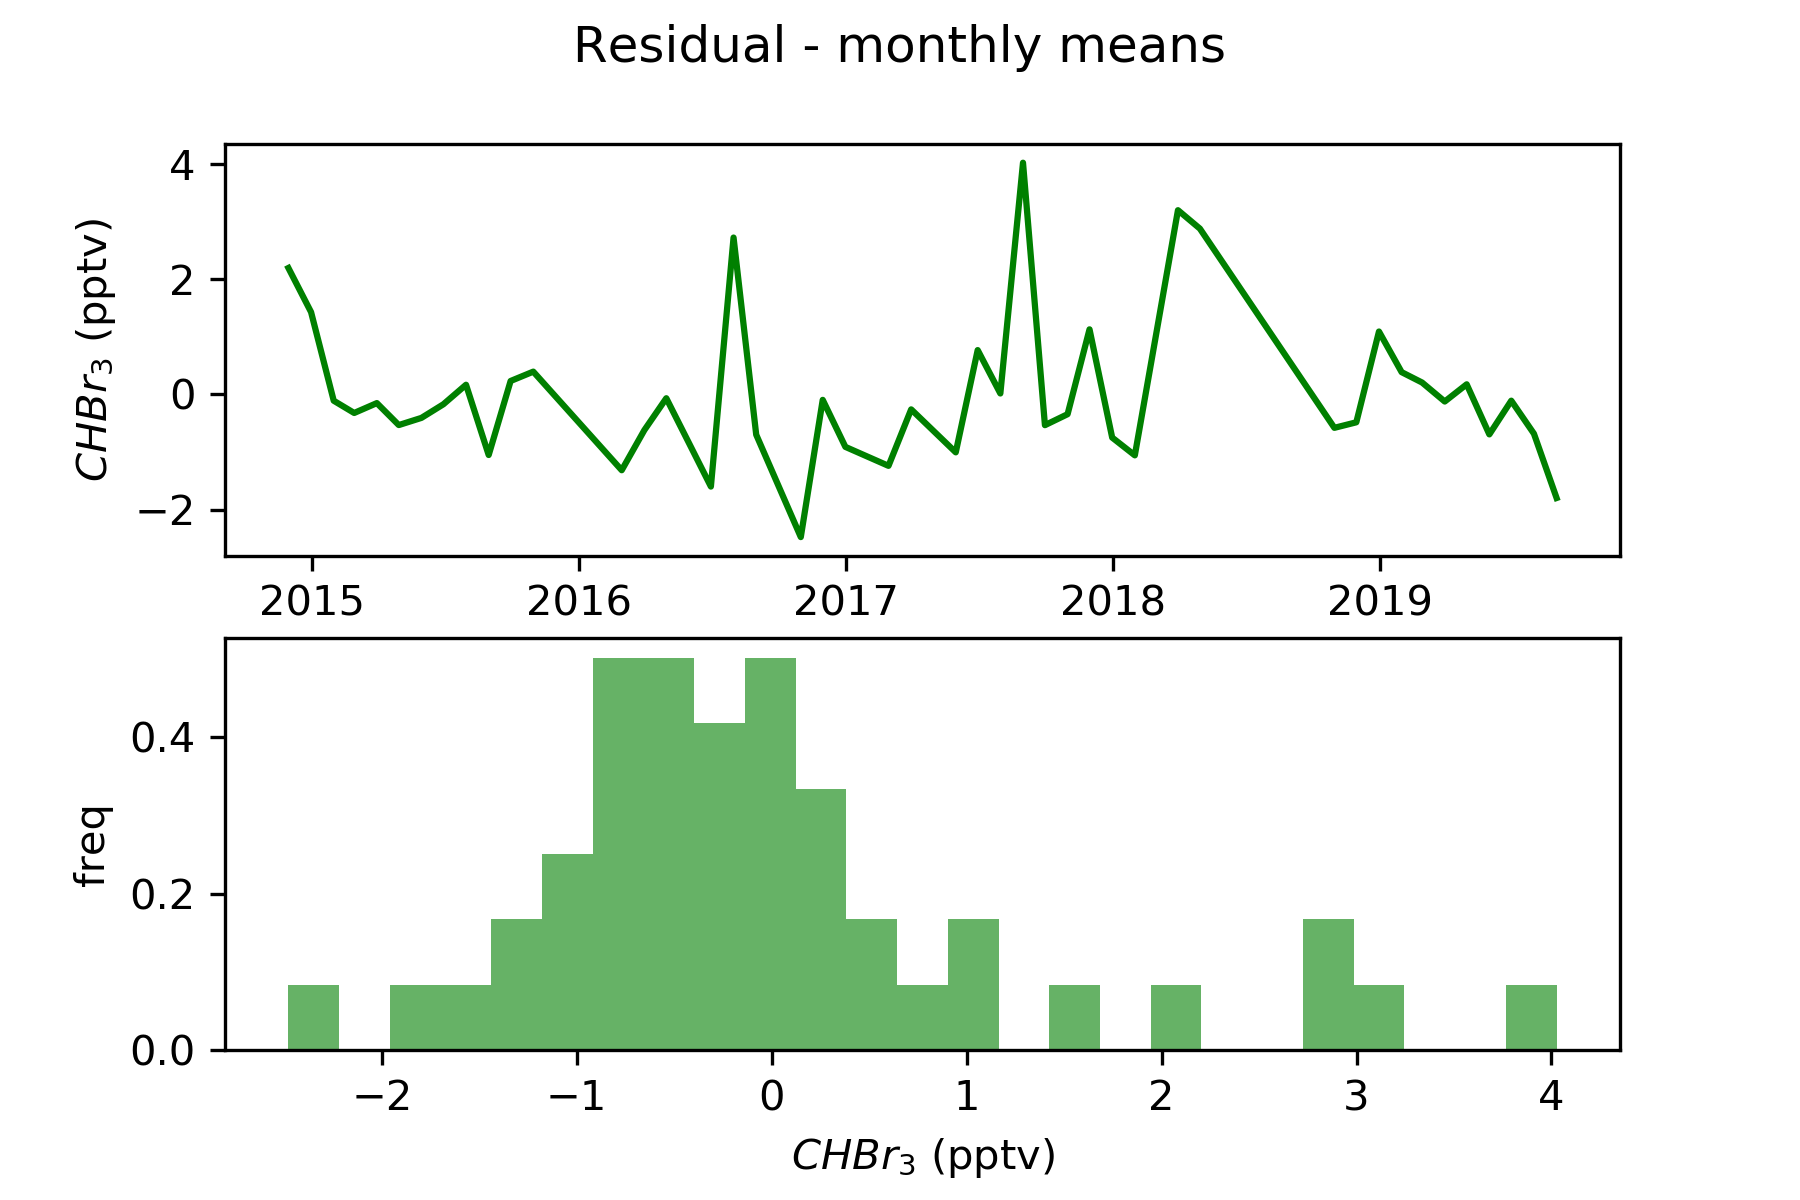 Residual - monthly means
4
2
0
−2
CHBr₃ (pptv)
2015 2016 2017 2018 2019
0.4
0.2
0.0
freq
−2 −1 0 1 2 3 4
CHBr₃ (pptv)